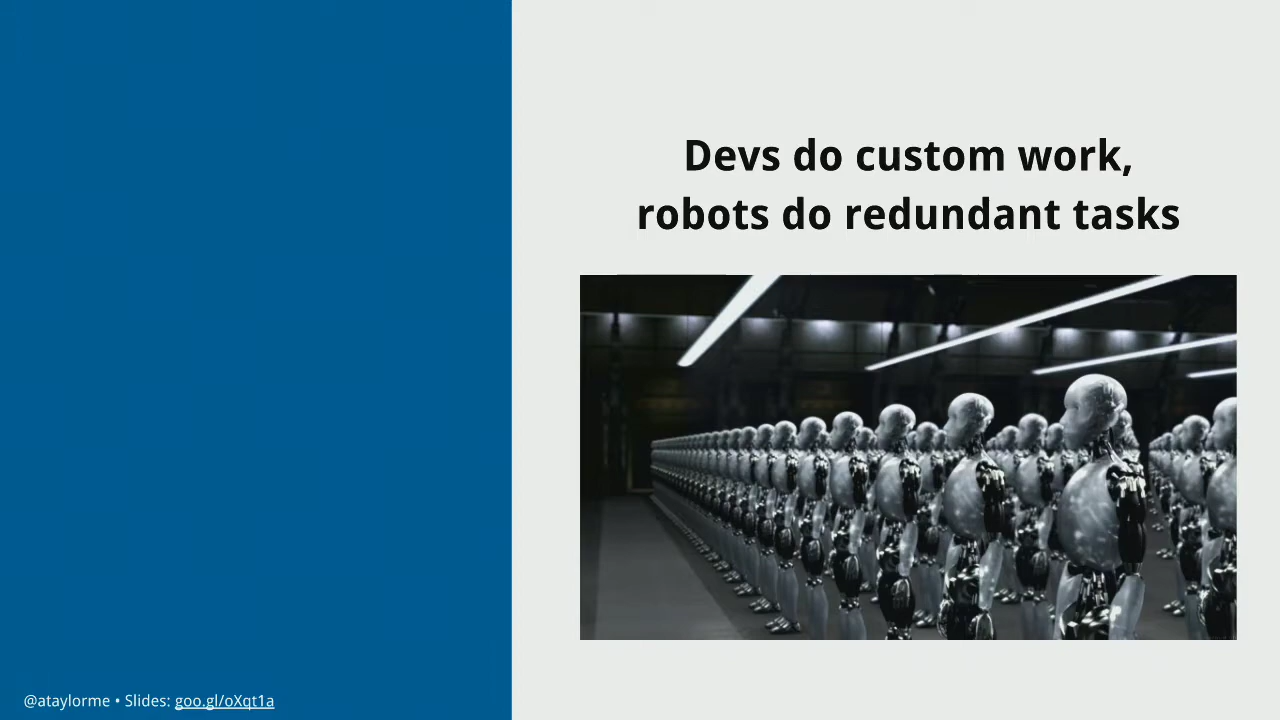 Devs do custom work,
robots do redundant tasks
@ataylorme • Slides: goo.gl/oXqt1a